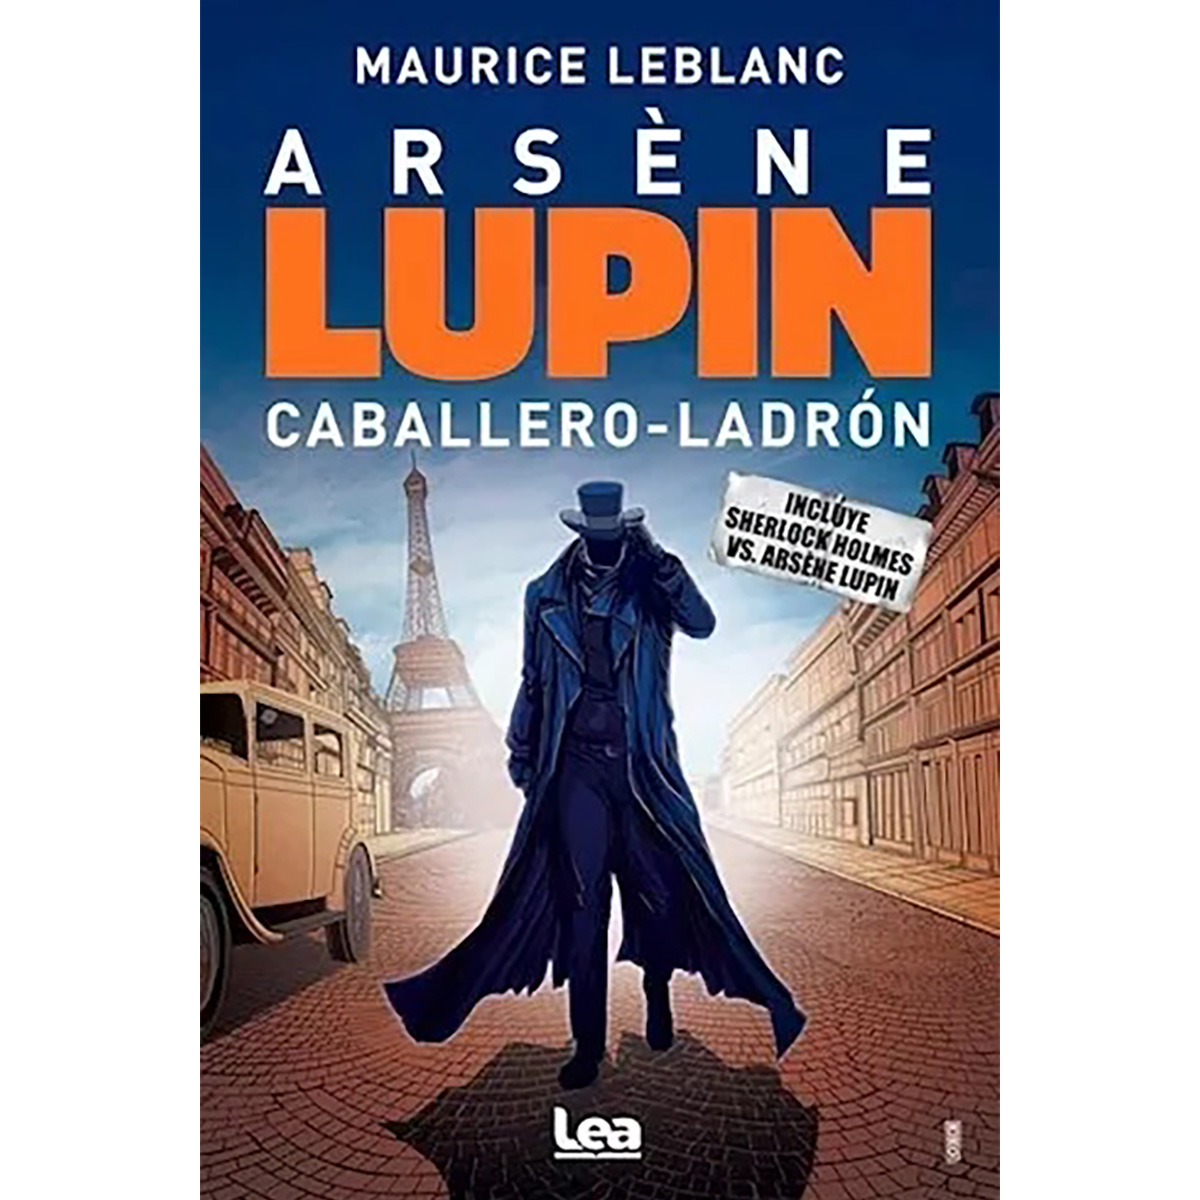 MAURICE LEBLANC
ARSÈNE
LUPIN
CABALLERO-LADRÓN
INCLÚYE
SHERLOCK HOLMES
VS. ARSÈNE LUPIN
Lea